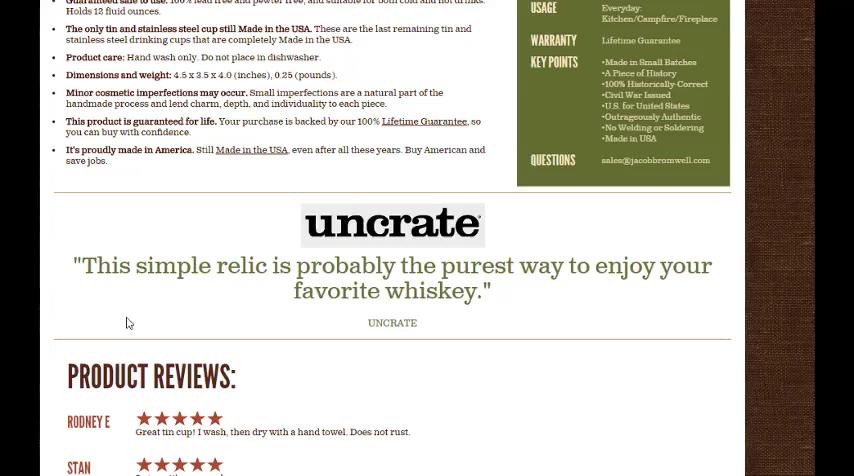 Guaranteed safe to use. 100% lead free and pewter free, and suitable for both cold and hot drinks.
Holds 12 fluid ounces.
The only tin and stainless steel cup still Made in the USA. These are the last remaining tin and
stainless steel drinking cups that are completely Made in the USA.
Product care: Hand wash only. Do not place in dishwasher.
Dimensions and weight: 4.5 x 3.5 x 4.0 (inches), 0.25 (pounds).
Minor cosmetic imperfections may occur. Small imperfections are a natural part of the
handmade process and lend charm, depth, and individuality to each piece.
This product is guaranteed for life. Your purchase is backed by our 100% Lifetime Guarantee, so
you can buy with confidence.
It's proudly made in America. Still Made in the USA, even after all these years. Buy American and
save jobs.
USAGE
Everyday:
Kitchen/Campfire/Fireplace
WARRANTY
Lifetime Guarantee
KEY POINTS
•Made in Small Batches
•A Piece of History
•100% Historically-Correct
•Civil War Issued
•U.S. for United States
•Outrageously Authentic
•No Welding or Soldering
•Made in USA
QUESTIONS
sales@jacobbromwell.com
uncrate
"This simple relic is probably the purest way to enjoy your
favorite whiskey."
UNCRATE
PRODUCT REVIEWS:
RODNEY E
Great tin cup! I wash, then dry with a hand towel. Does not rust.
STAN